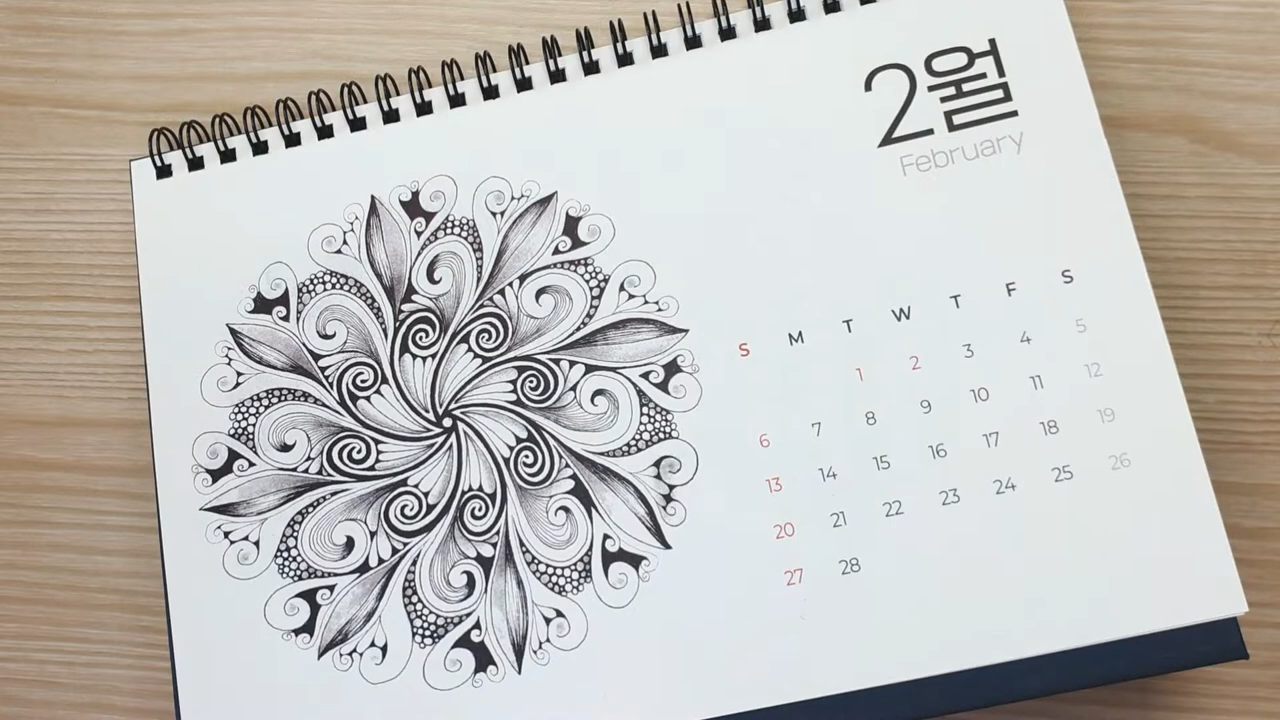 2월
February
S M T W T F S
1 2 3 4 5
6 7 8 9 10 11 12
13 14 15 16 17 18 19
20 21 22 23 24 25 26
27 28